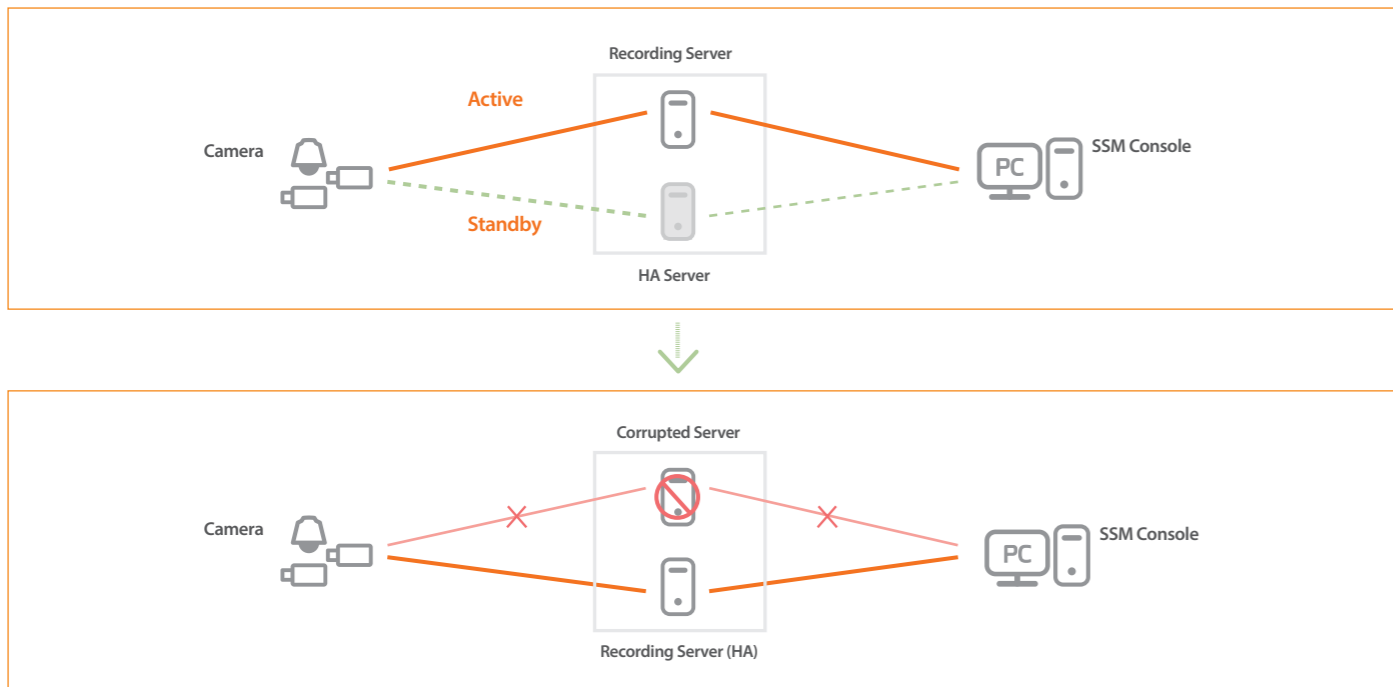 Recording Server
Active
Camera
PC
SSM Console
Standby
HA Server
Corrupted Server
Camera
PC
SSM Console
Recording Server (HA)